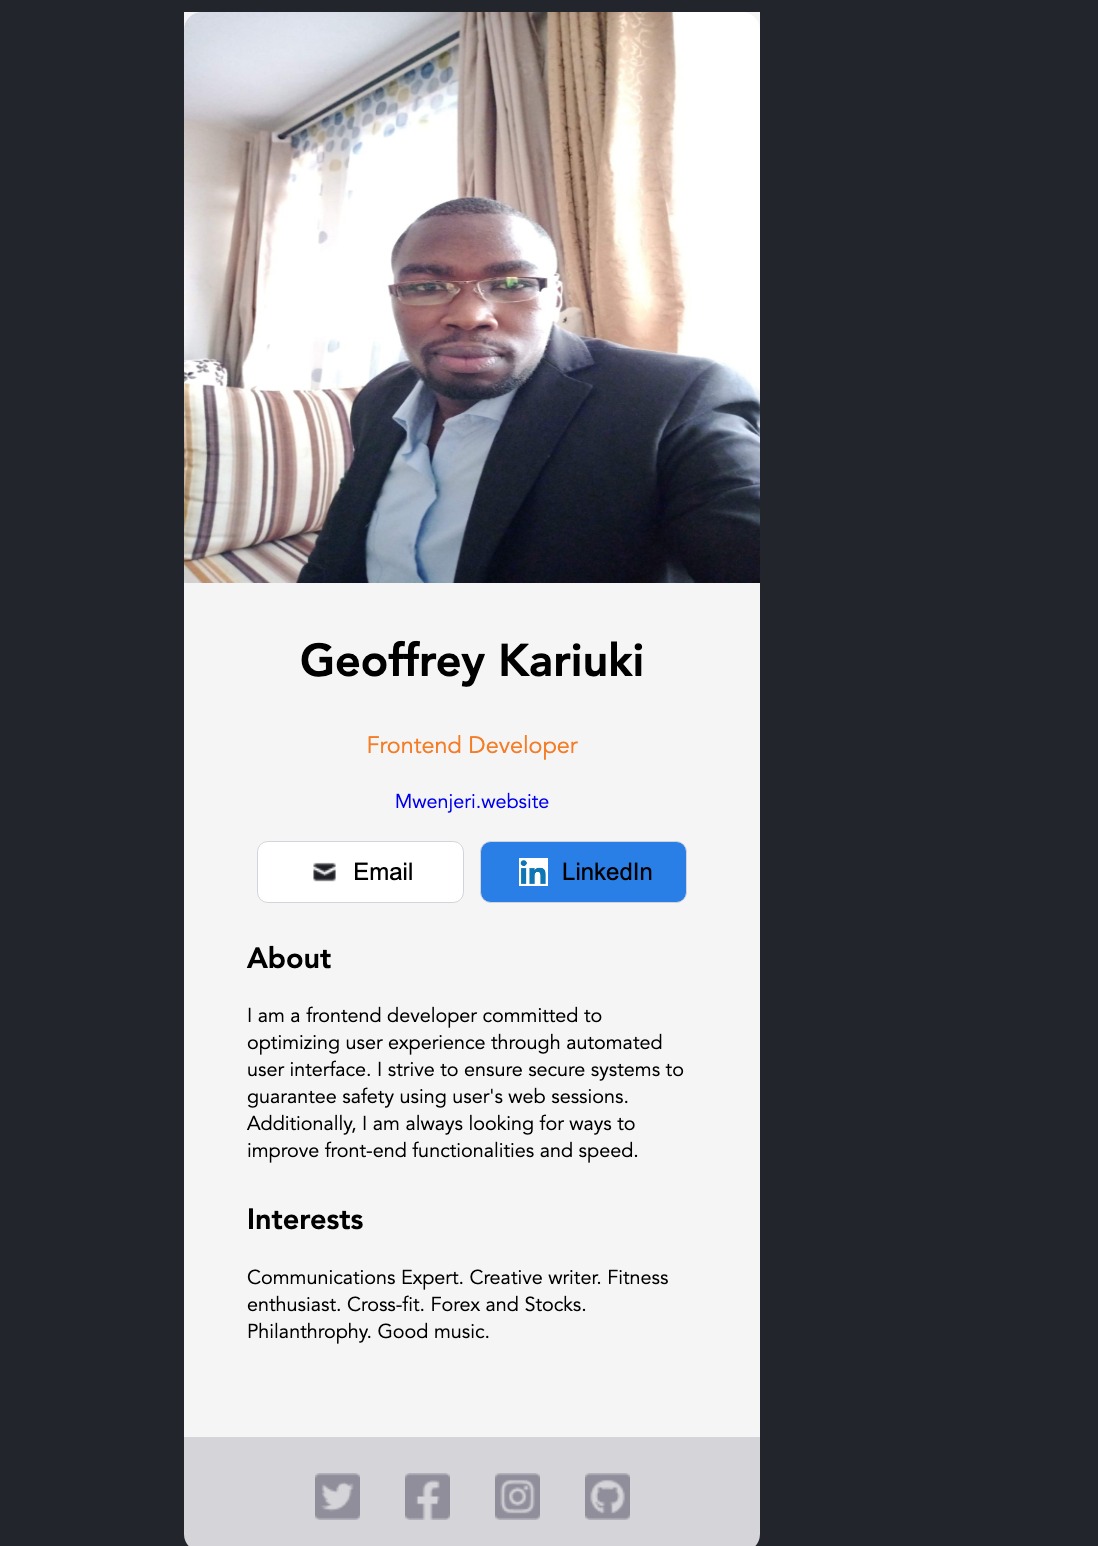 Geoffrey Kariuki
Frontend Developer
Mwenjeri.website
Email
in LinkedIn
About
I am a frontend developer committed to
optimizing user experience through automated
user interface. I strive to ensure secure systems to
guarantee safety using user's web sessions.
Additionally, I am always looking for ways to
improve front-end functionalities and speed.
Interests
Communications Expert. Creative writer. Fitness
enthusiast. Cross-fit. Forex and Stocks.
Philanthrophy. Good music.